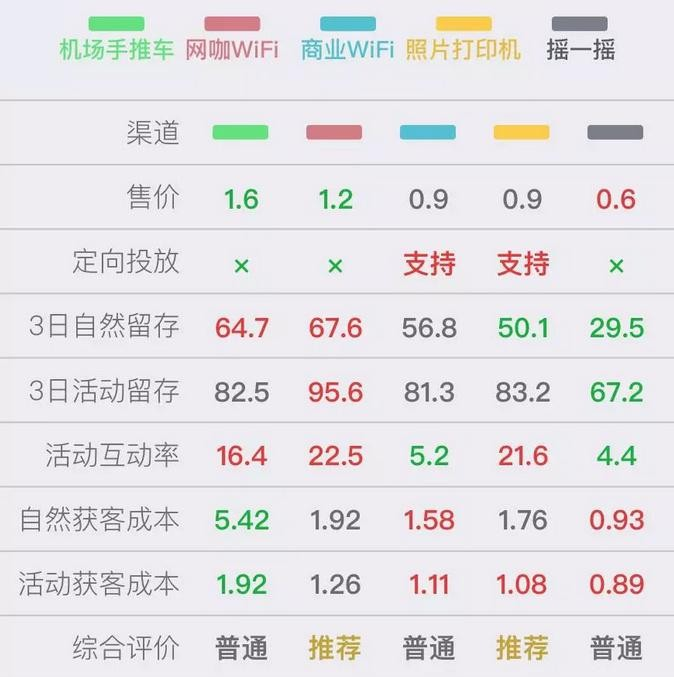 机场手推车 网咖WiFi 商业WiFi 照片打印机 摇一摇
渠道
售价 1.6 1.2 0.9 0.9 0.6
定向投放 × × 支持 支持 ×
3日自然留存 64.7 67.6 56.8 50.1 29.5
3日活动留存 82.5 95.6 81.3 83.2 67.2
活动互动率 16.4 22.5 5.2 21.6 4.4
自然获客成本 5.42 1.92 1.58 1.76 0.93
活动获客成本 1.92 1.26 1.11 1.08 0.89
综合评价 普通 推荐 普通 推荐 普通